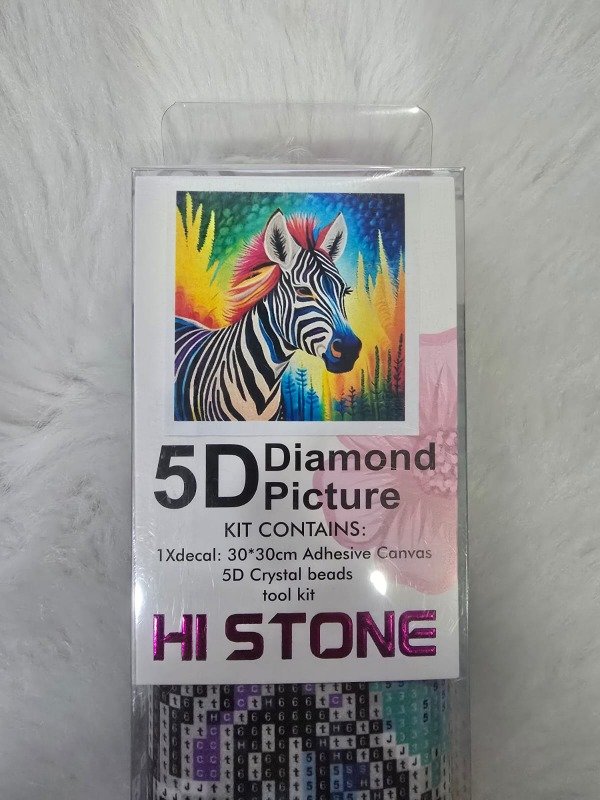 5D Diamond
Picture
KIT CONTAINS:
1Xdecal: 30*30cm Adhesive Canvas
5D Crystal beads
tool kit
HI STONE